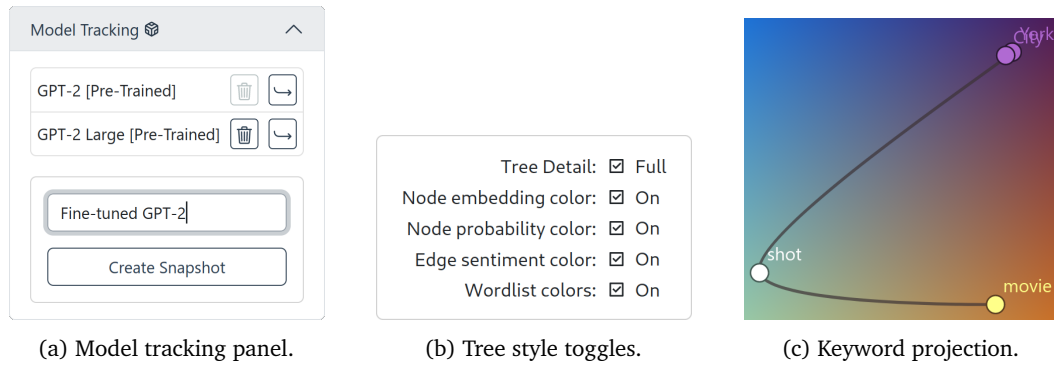 Model Tracking
GPT-2 [Pre-Trained]
GPT-2 Large [Pre-Trained]
Fine-tuned GPT-2
Create Snapshot
(a) Model tracking panel.
Tree Detail: Full
Node embedding color: On
Node probability color: On
Edge sentiment color: On
Wordlist colors: On
(b) Tree style toggles.
York
City
shot
movie
(c) Keyword projection.